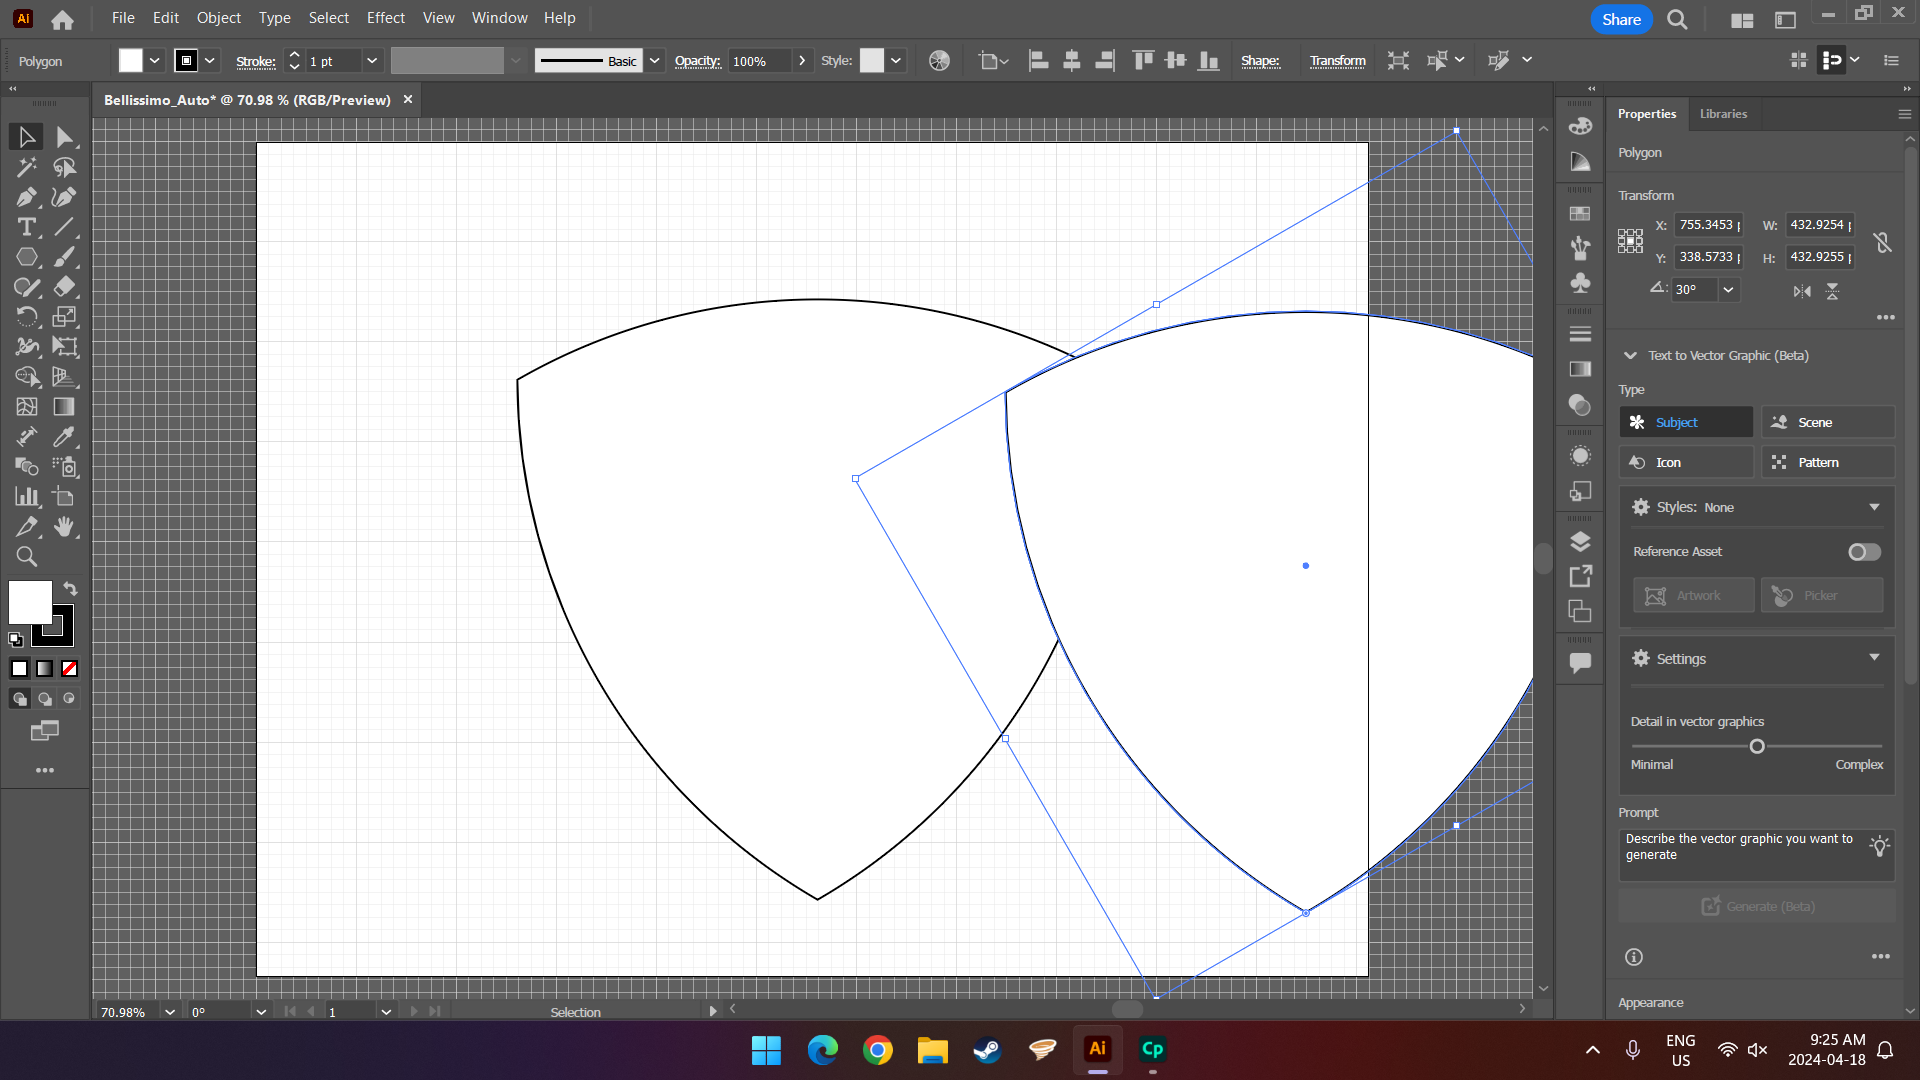 Ai File Edit Object Type Select Effect View Window Help Share
Polygon Stroke: 1 pt Basic Opacity: 100% Style: Shape: Transform
Bellissimo_Auto* @ 70.98 % (RGB/Preview) ×
Properties Libraries
Polygon
Transform
X: 755.3453 W: 432.9254
Y: 338.5733 H: 432.9255
30°
Text to Vector Graphic (Beta)
Type
Subject Scene
Icon Pattern
Styles: None
Reference Asset
Artwork Picker
Settings
Detail in vector graphics
Minimal Complex
Prompt
Describe the vector graphic you want to
generate
Generate (Beta)
Appearance
70.98% 0° 1 Selection
Ai Cp
ENG
US
9:25 AM
2024-04-18